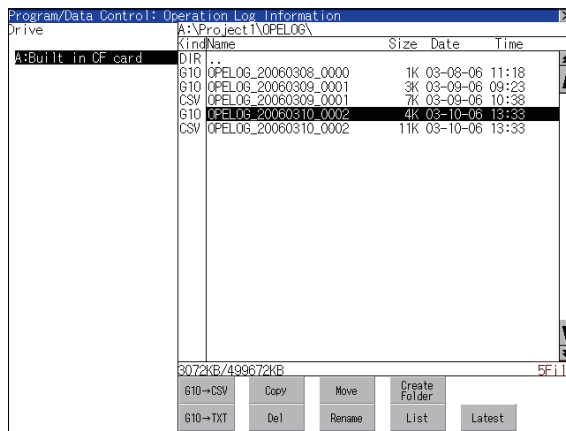 Program/Data Control: Operation Log Information
Drive
A:\Project1\OPELOG\
Kind Name Size Date Time
A:Built in CF card
DIR ..
G10 OPELOG_20060308_0000 1K 03-08-06 11:18
G10 OPELOG_20060309_0001 3K 03-09-06 09:23
CSV OPELOG_20060309_0001 7K 03-09-06 10:38
G10 OPELOG_20060310_0002 4K 03-10-06 13:33
CSV OPELOG_20060310_0002 11K 03-10-06 13:33
3072KB/499672KB 5Fil
G10→CSV Copy Move Create Folder
G10→TXT Del Rename List Latest